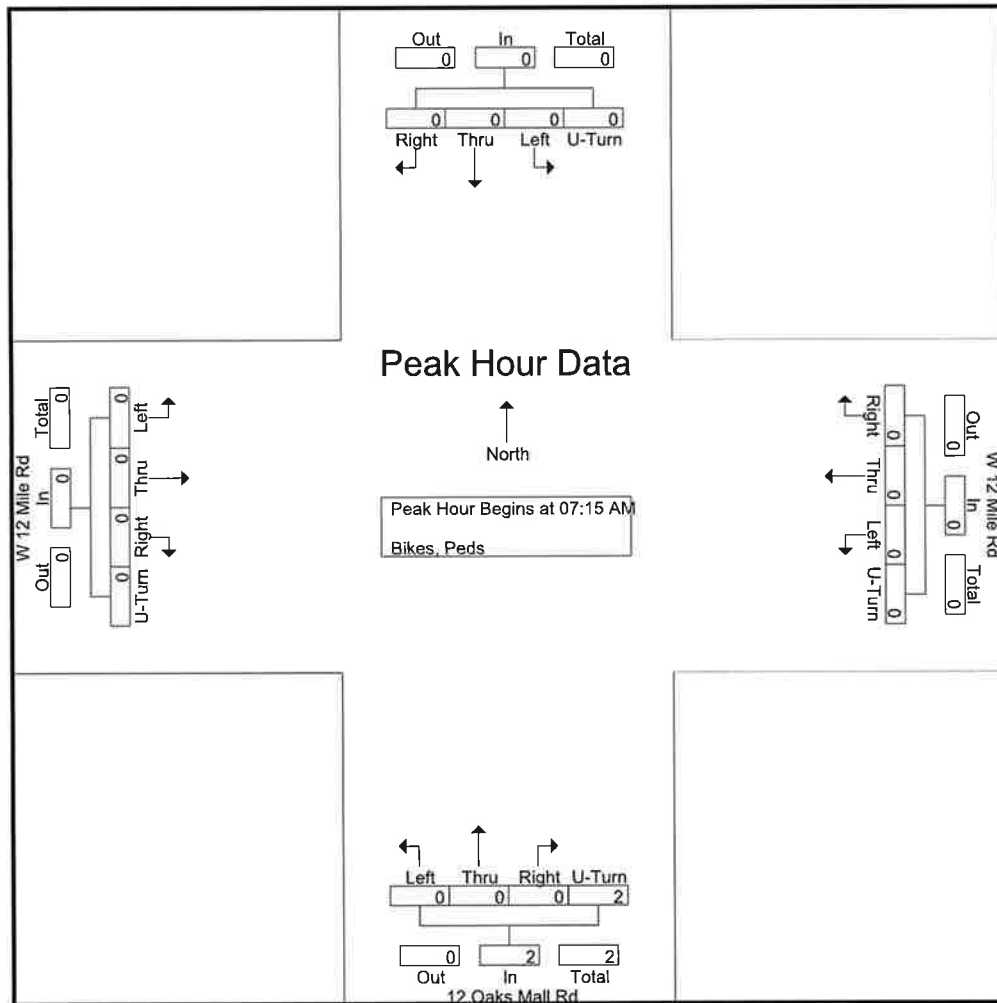 Out In Total
0 0 0
0 0 0 0
Right Thru Left U-Turn
Peak Hour Data
North
Peak Hour Begins at 07:15 AM
Bikes, Peds
W 12 Mile Rd
Total In Out
0 0 0
0 0 0 0
Left Thru Right U-Turn
Right Thru Left U-Turn
0 0 0 0
Out In Total
0 0 0
W 12 Mile Rd
Left Thru Right U-Turn
0 0 0 2
0 2 2
Out In Total
12 Oaks Mall Rd